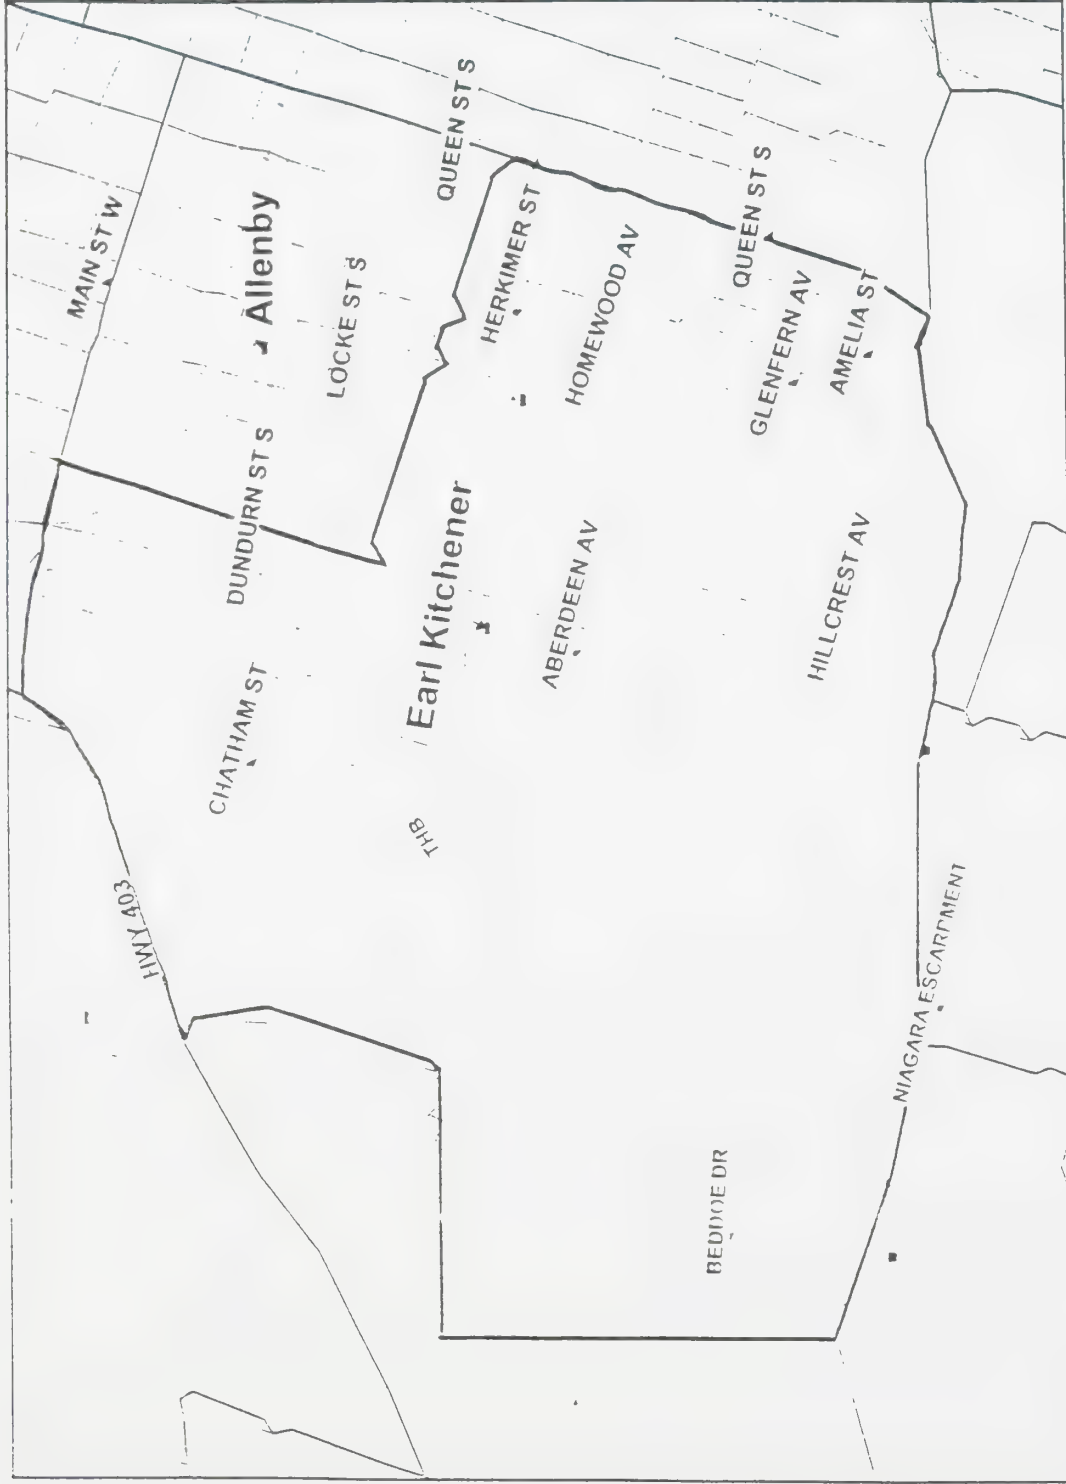 MAIN ST W
Allenby
QUEEN ST S
LOCKE ST S
HERKIMER ST
HOMEWOOD AV
QUEEN ST S
GLENFERN AV
AMELIA ST
DUNDURN ST S
Earl Kitchener
ABERDEEN AV
HILLCREST AV
CHATHAM ST
THB
HWY 403
NIAGARA ESCARPMENT
BEDDOE DR